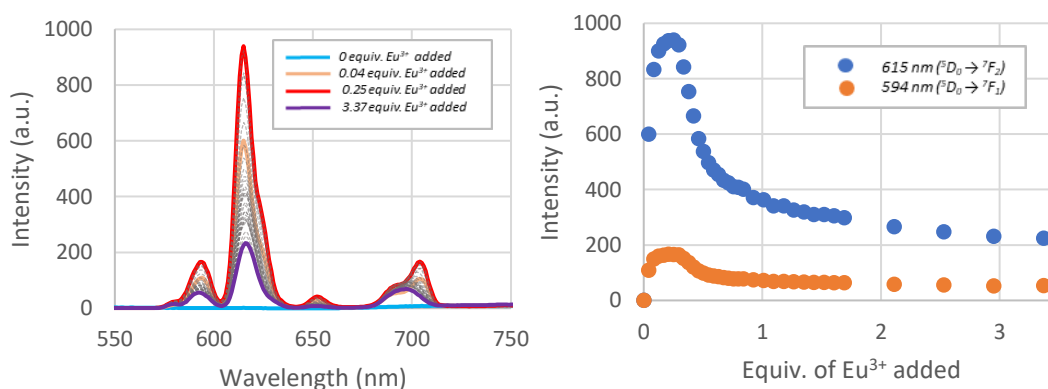 1000
800
600
400
200
0
Intensity (a.u.)
0 equiv. Eu³⁺ added
0.04 equiv. Eu³⁺ added
0.25 equiv. Eu³⁺ added
3.37 equiv. Eu³⁺ added
550 600 650 700 750
Wavelength (nm)
1000
800
600
400
200
0
Intensity (a.u.)
615 nm (⁵D₀ → ⁷F₂)
594 nm (⁵D₀ → ⁷F₁)
0 1 2 3
Equiv. of Eu³⁺ added